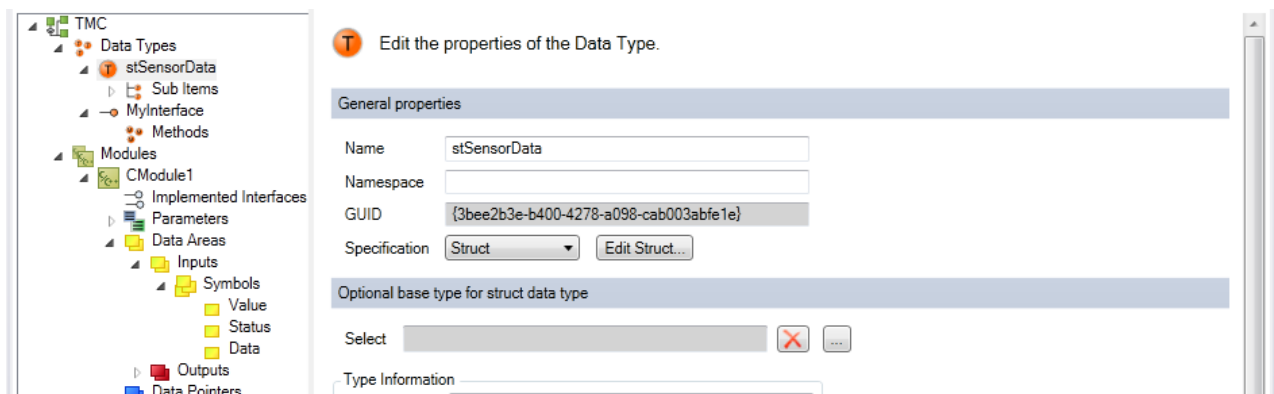 TMC
Data Types
stSensorData
Sub Items
MyInterface
Methods
Modules
CModule1
Implemented Interfaces
Parameters
Data Areas
Inputs
Symbols
Value
Status
Data
Outputs
Data Pointers
T Edit the properties of the Data Type.
General properties
Name stSensorData
Namespace
GUID {3bee2b3e-b400-4278-a098-cab003abfe1e}
Specification Struct Edit Struct...
Optional base type for struct data type
Select ...
Type Information